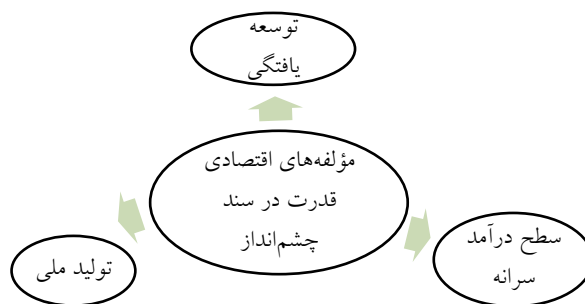 توسعه
یافتگی
مؤلفه‌های اقتصادی
قدرت در سند
چشم‌انداز
سطح درآمد
سرانه
تولید ملی